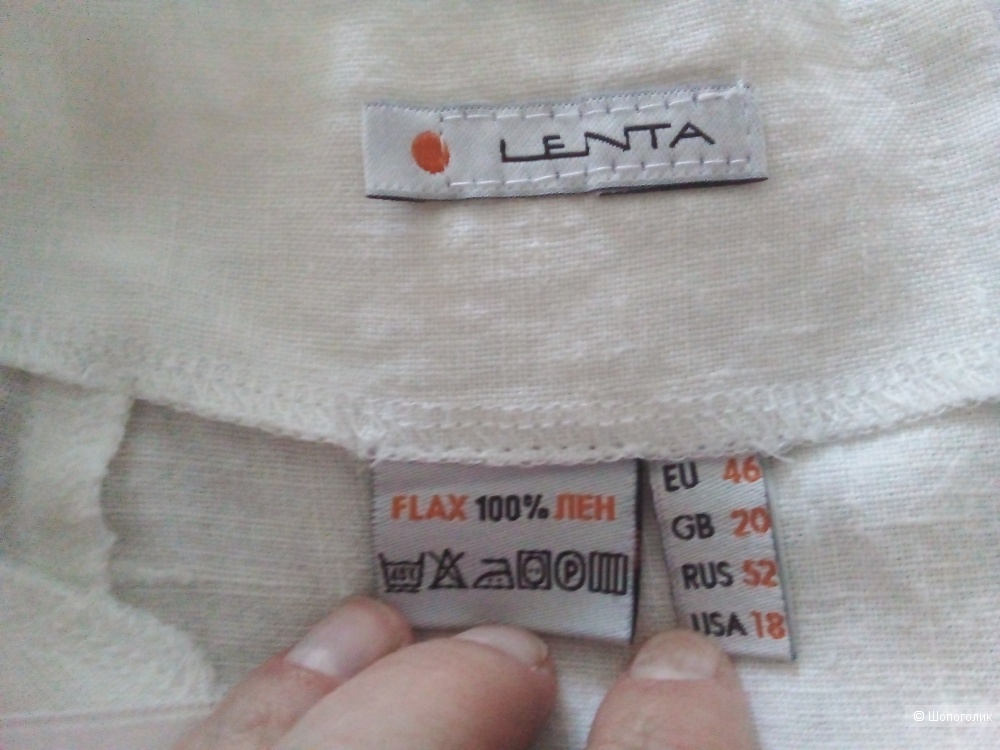 LENTA
FLAX 100% ЛЕН
P
EU 46
GB 20
RUS 52
USA 18
© Шопоголик